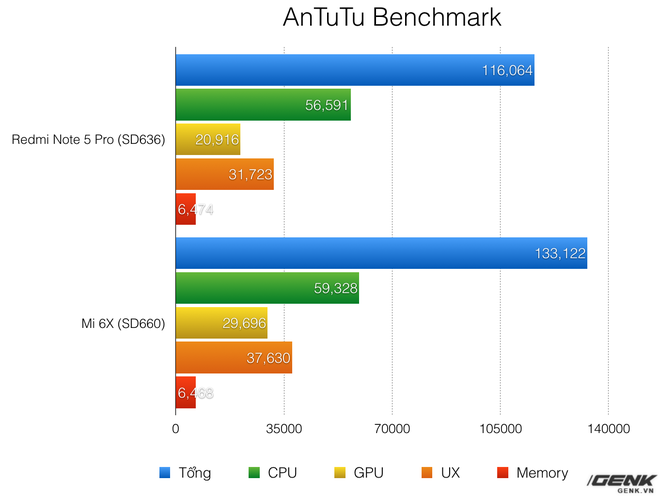 AnTuTu Benchmark
116,064
56,591
Redmi Note 5 Pro (SD636)
20,916
31,723
6,474
133,122
59,328
Mi 6X (SD660)
29,696
37,630
6,468
0 35000 70000 105000 140000
Tổng CPU GPU UX Memory
GENK
GENK.VN